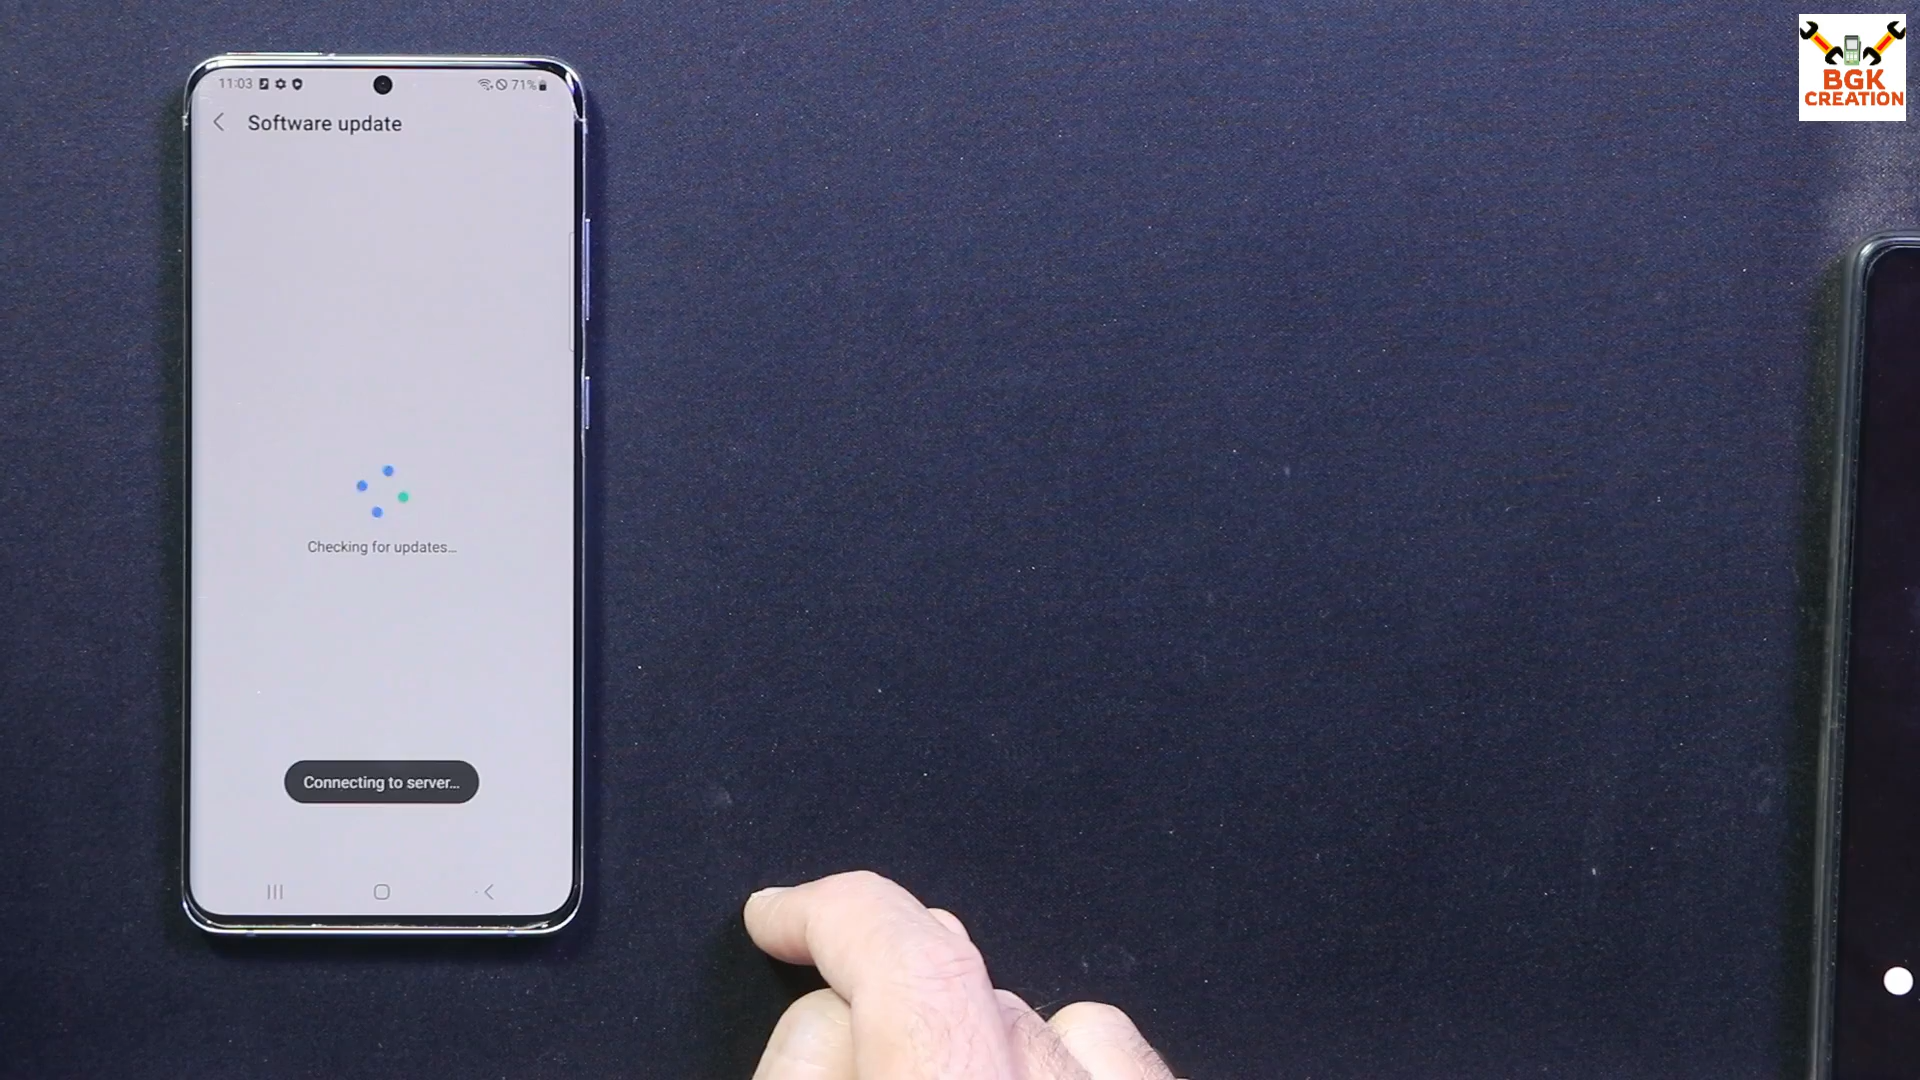 11:03
71%
Software update
Checking for updates...
Connecting to server...
BGK
CREATION